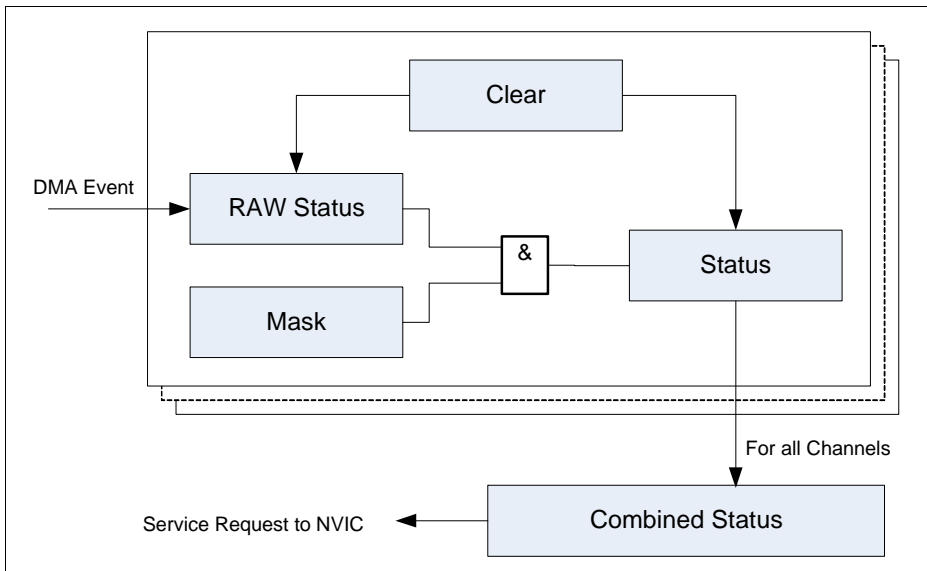 Clear
DMA Event
RAW Status
&
Status
Mask
For all Channels
Combined Status
Service Request to NVIC